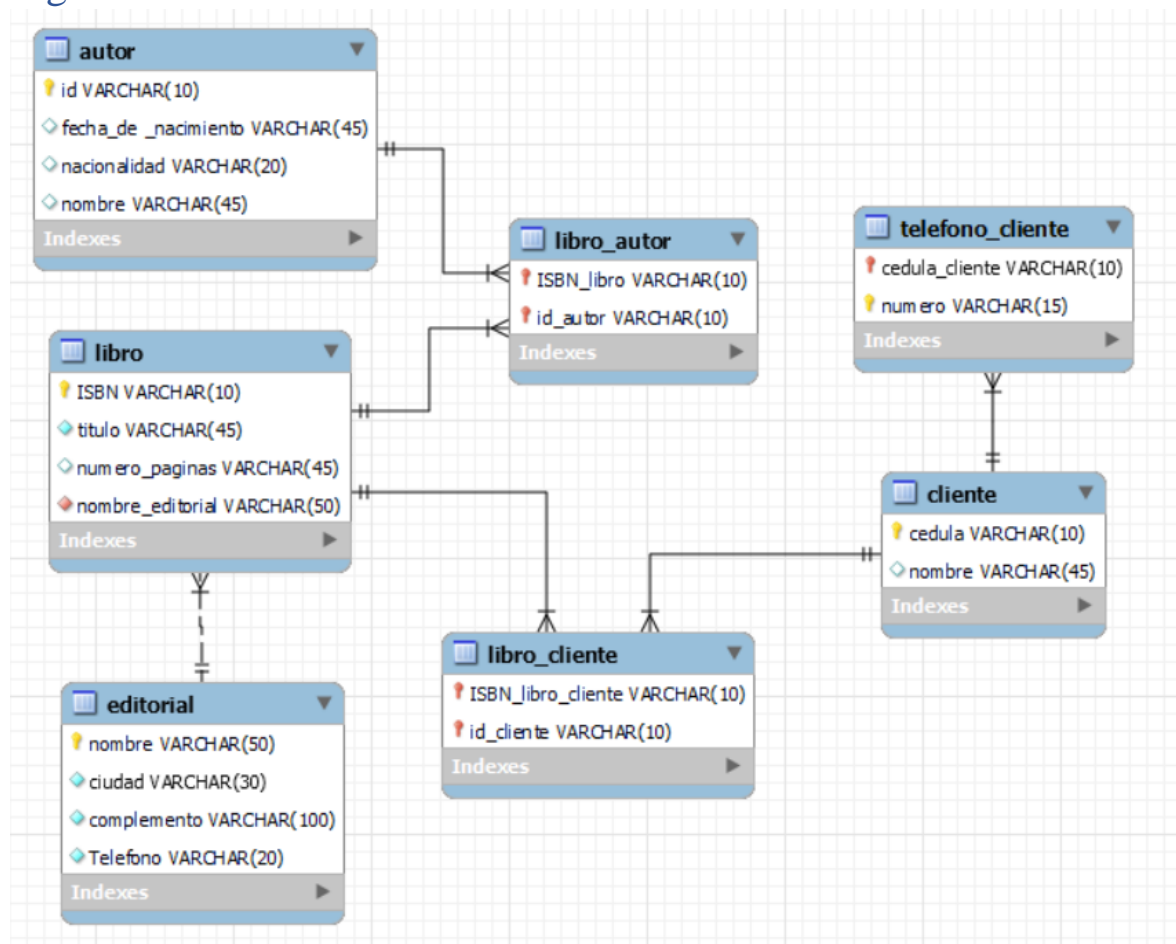 autor
id VARCHAR(10)
fecha_de _nacimiento VARCHAR(45)
nacionalidad VARCHAR(20)
nombre VARCHAR(45)
Indexes
libro_autor
ISBN_libro VARCHAR(10)
id_autor VARCHAR(10)
Indexes
telefono_cliente
cedula_cliente VARCHAR(10)
numero VARCHAR(15)
Indexes
libro
ISBN VARCHAR(10)
titulo VARCHAR(45)
numero_paginas VARCHAR(45)
nombre_editorial VARCHAR(50)
Indexes
cliente
cedula VARCHAR(10)
nombre VARCHAR(45)
Indexes
libro_cliente
ISBN_libro_cliente VARCHAR(10)
id_cliente VARCHAR(10)
Indexes
editorial
nombre VARCHAR(50)
ciudad VARCHAR(30)
complemento VARCHAR(100)
Telefono VARCHAR(20)
Indexes